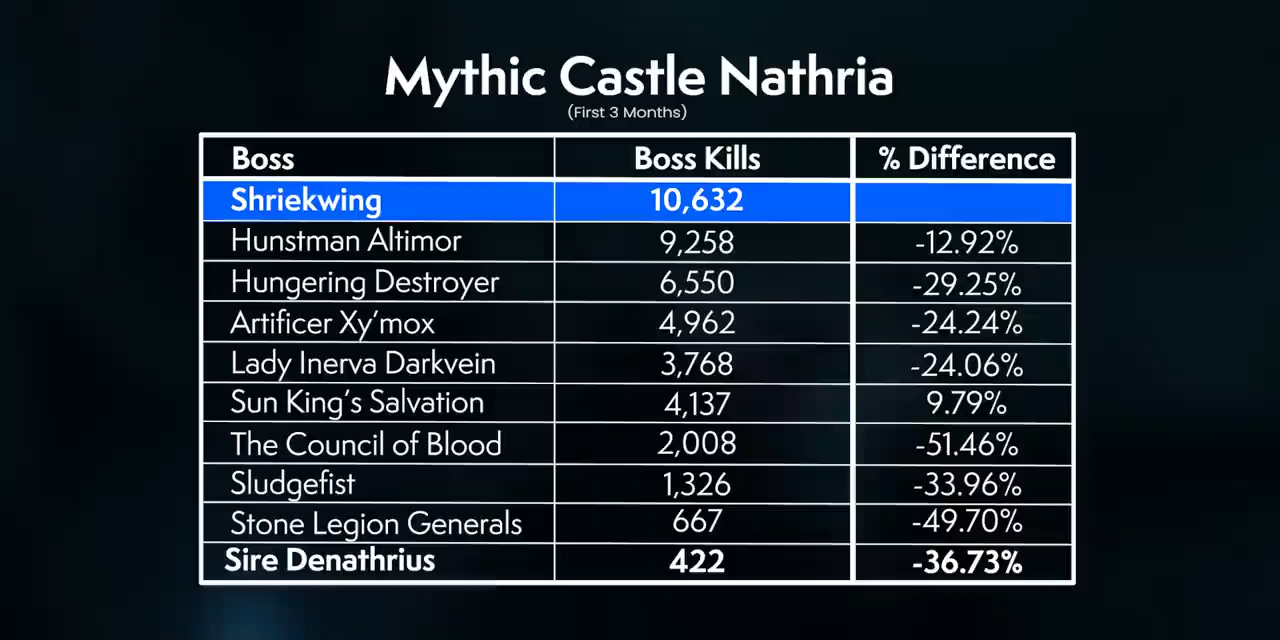 Mythic Castle Nathria
(First 3 Months)
Boss Boss Kills % Difference
Shriekwing 10,632
Hunstman Altimor 9,258 -12.92%
Hungering Destroyer 6,550 -29.25%
Artificer Xy'mox 4,962 -24.24%
Lady Inerva Darkvein 3,768 -24.06%
Sun King's Salvation 4,137 9.79%
The Council of Blood 2,008 -51.46%
Sludgefist 1,326 -33.96%
Stone Legion Generals 667 -49.70%
Sire Denathrius 422 -36.73%